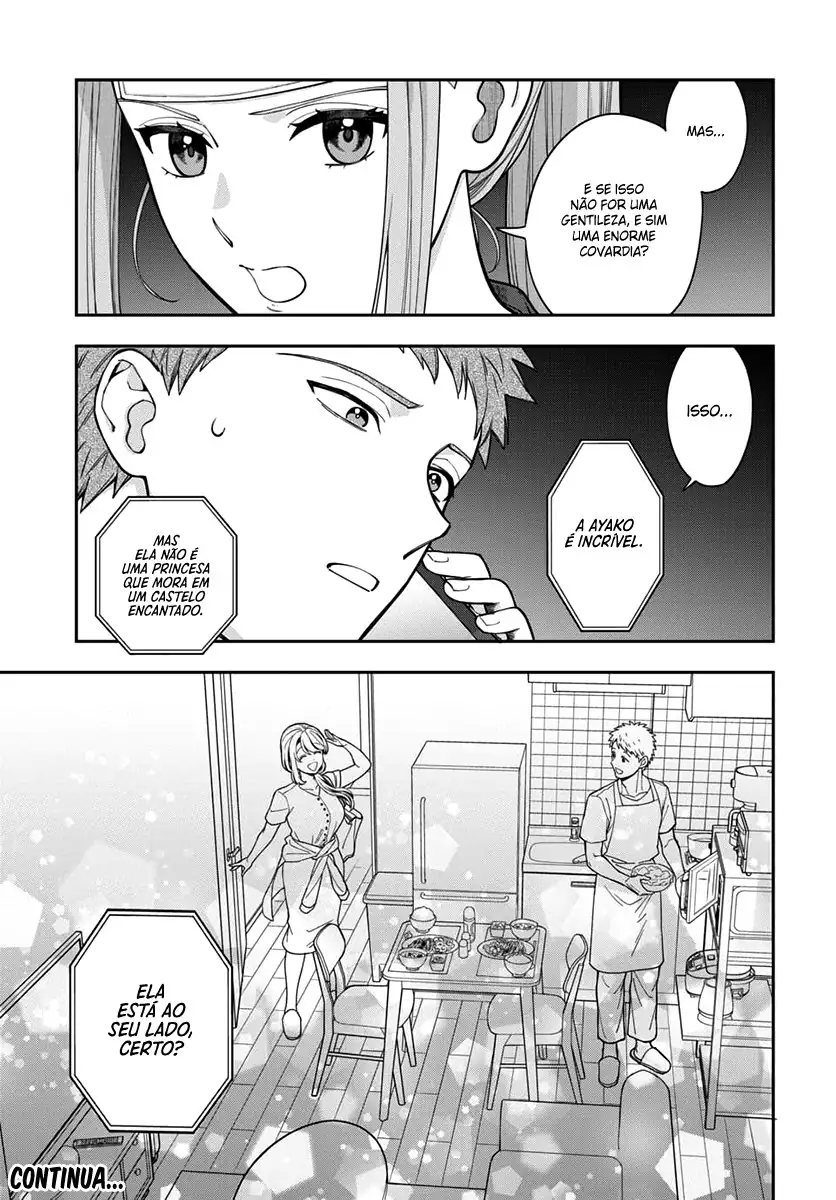 MAS...
E SE ISSO
NÃO FOR UMA
GENTILEZA, E SIM
UMA ENORME
COVARDIA?
ISSO...
A AYAKO
É INCRÍVEL.
MAS
ELA NÃO É
UMA PRINCESA
QUE MORA EM
UM CASTELO
ENCANTADO.
ELA
ESTÁ AO
SEU LADO,
CERTO?
CONTINUA...